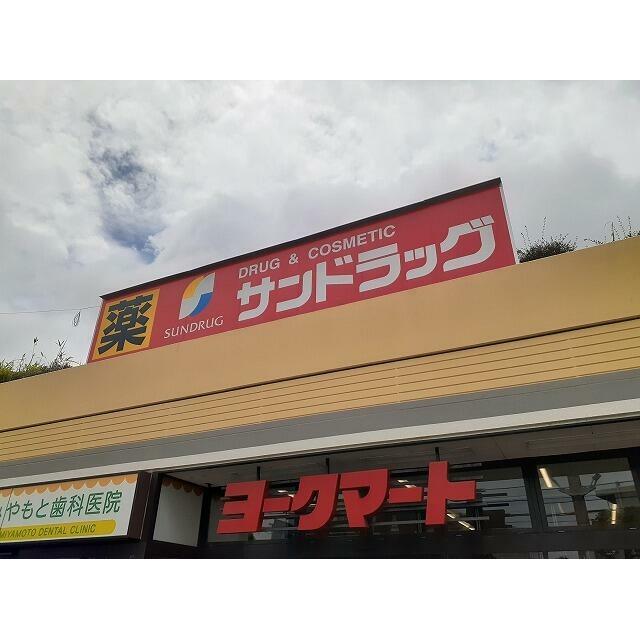 DRUG & COSMETIC
薬 SUNDRUG サンドラッグ
ヨークマート
やもと歯科医院
MIYAMOTO DENTAL CLINIC